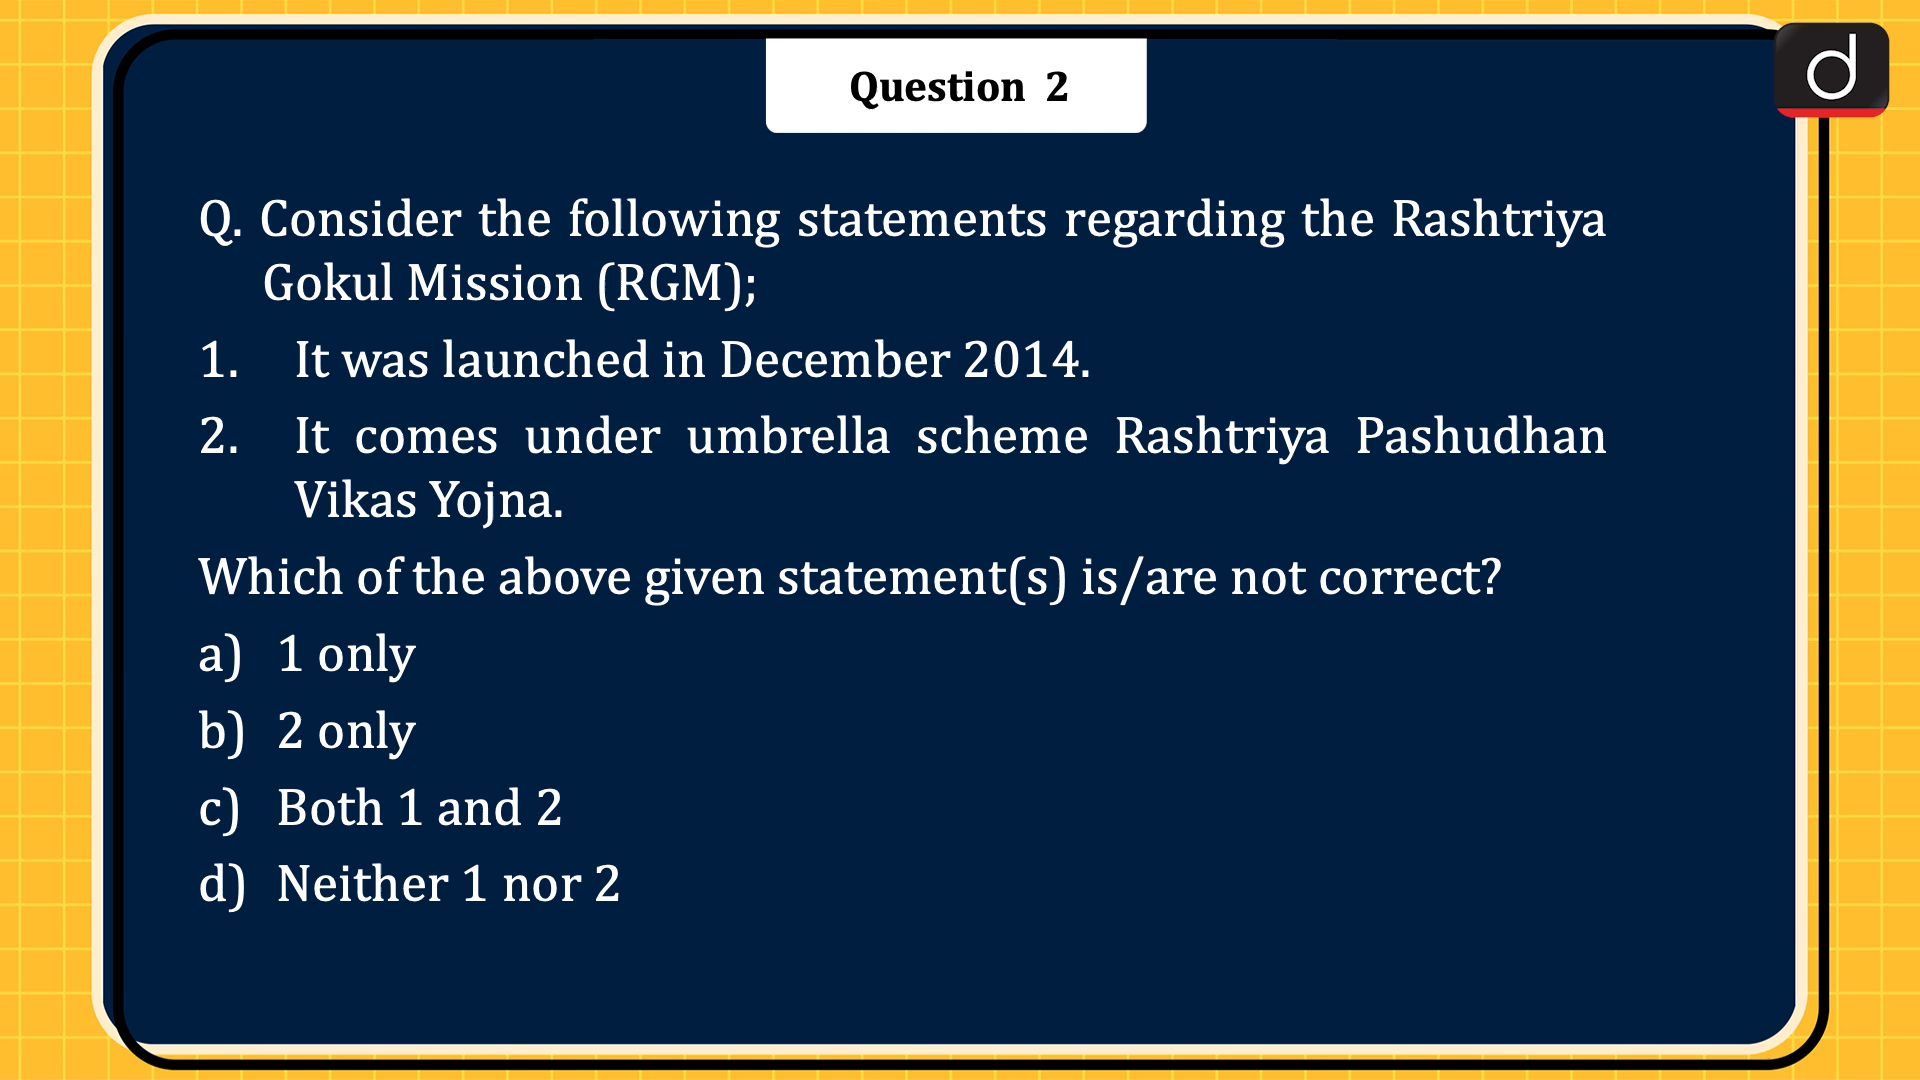 Question 2
d
Q. Consider the following statements regarding the Rashtriya
Gokul Mission (RGM);
1. It was launched in December 2014.
2. It comes under umbrella scheme Rashtriya Pashudhan
Vikas Yojna.
Which of the above given statement(s) is/are not correct?
a) 1 only
b) 2 only
c) Both 1 and 2
d) Neither 1 nor 2